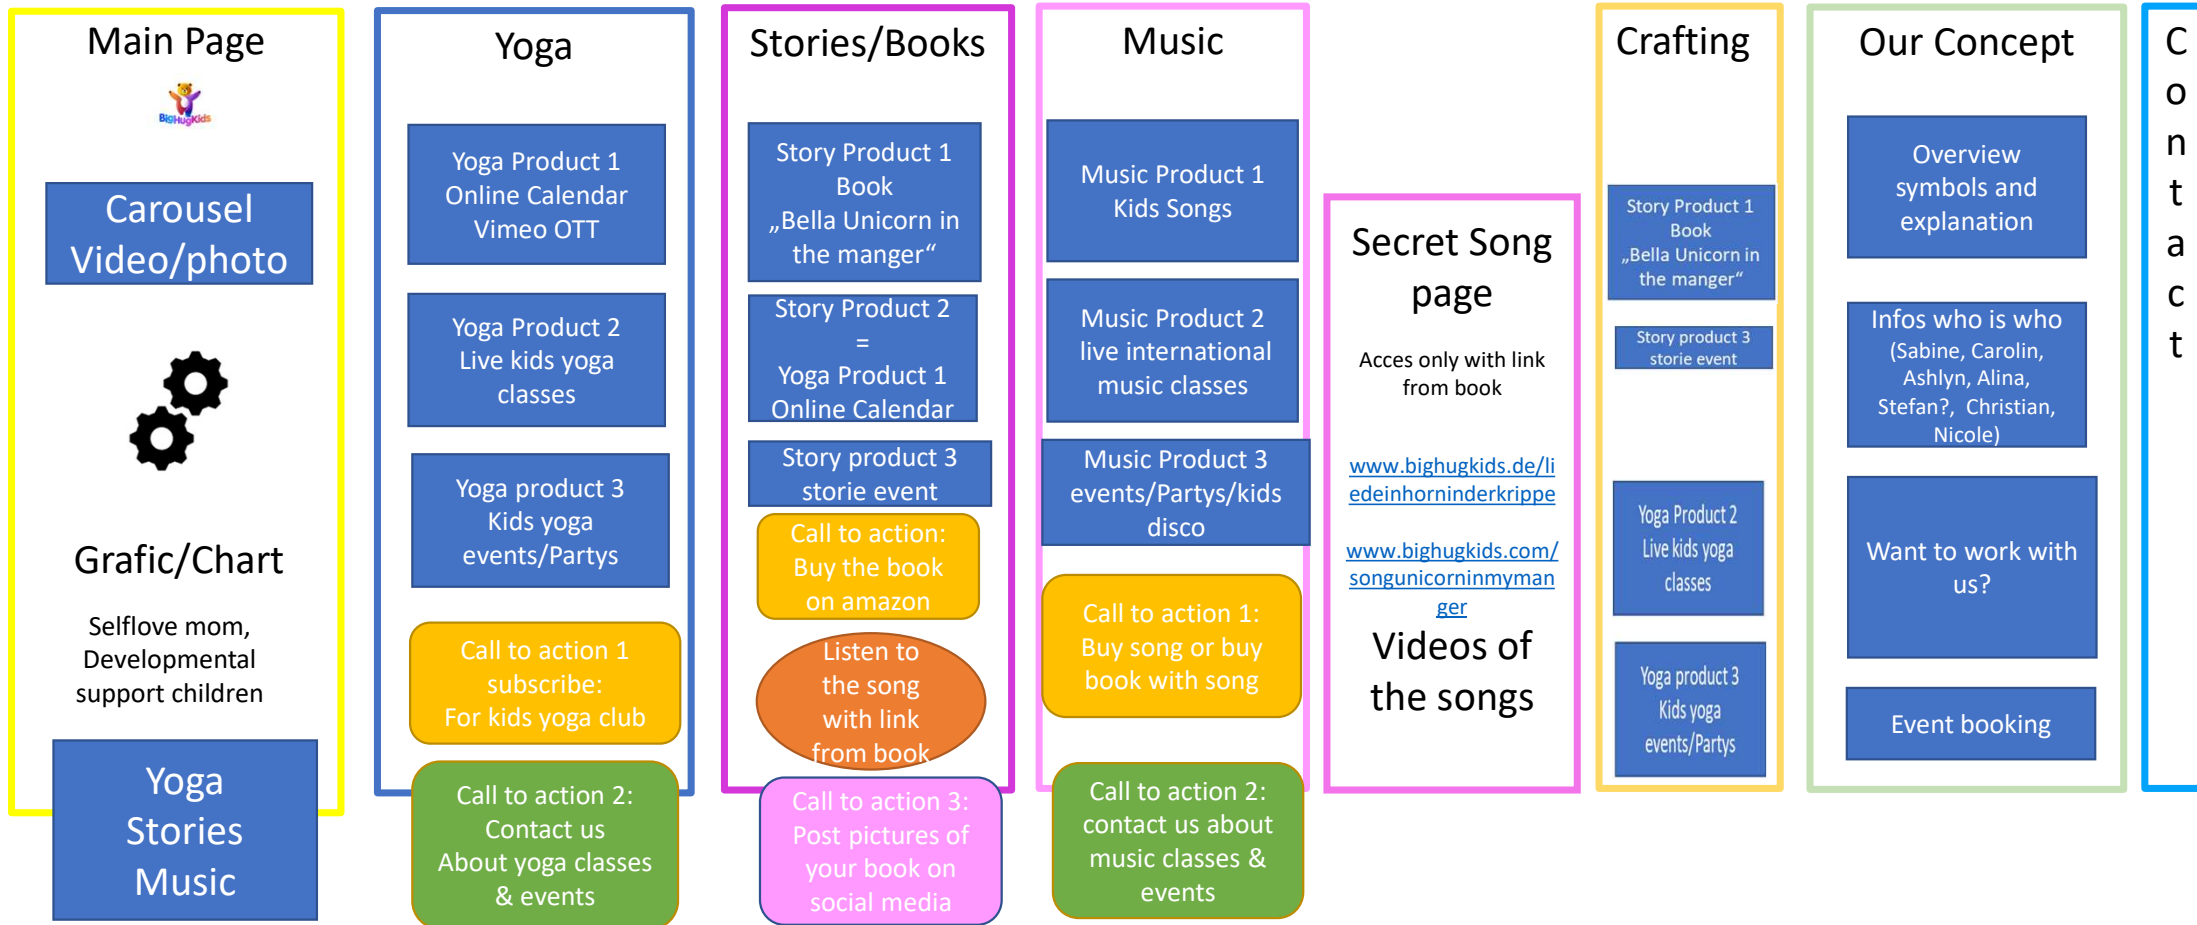 Main Page
BigHugKids
Carousel
Video/photo
Grafic/Chart
Selflove mom,
Developmental
support children
Yoga
Stories
Music
Yoga
Yoga Product 1
Online Calendar
Vimeo OTT
Yoga Product 2
Live kids yoga
classes
Yoga product 3
Kids yoga
events/Partys
Call to action 1
subscribe:
For kids yoga club
Call to action 2:
Contact us
About yoga classes
& events
Stories/Books
Story Product 1
Book
„Bella Unicorn in
the manger“
Story Product 2
=
Yoga Product 1
Online Calendar
Story product 3
storie event
Call to action:
Buy the book
on amazon
Listen to
the song
with link
from book
Call to action 3:
Post pictures of
your book on
social media
Music
Music Product 1
Kids Songs
Music Product 2
live international
music classes
Music Product 3
events/Partys/kids
disco
Call to action 1:
Buy song or buy
book with song
Call to action 2:
contact us about
music classes &
events
Secret Song
page
Acces only with link
from book
www.bighugkids.de/li
edeinhorninderkrippe
www.bighugkids.com/
songunicorninmyman
ger
Videos of
the songs
Crafting
Story Product 1
Book
„Bella Unicorn in
the manger“
Story product 3
storie event
Yoga Product 2
Live kids yoga
classes
Yoga product 3
Kids yoga
events/Partys
Our Concept
Overview
symbols and
explanation
Infos who is who
(Sabine, Carolin,
Ashlyn, Alina,
Stefan?, Christian,
Nicole)
Want to work with
us?
Event booking
C
o
n
t
a
c
t